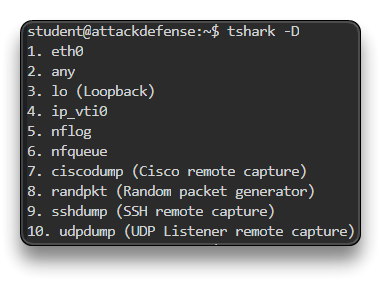 student@attackdefense:~$ tshark -D
1. eth0
2. any
3. lo (Loopback)
4. ip_vti0
5. nflog
6. nfqueue
7. ciscodump (Cisco remote capture)
8. randpkt (Random packet generator)
9. sshdump (SSH remote capture)
10. udpdump (UDP Listener remote capture)